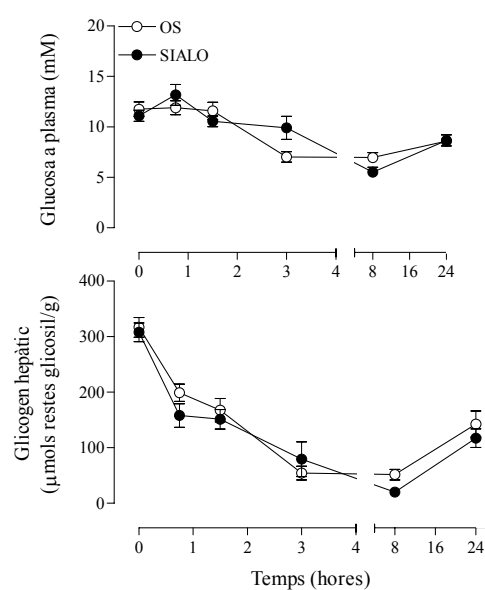 OS
SIALO
Glucosa a plasma (mM)
20
15
10
5
0
0 1 2 3 4 8 16 24
Glicogen hepàtic
(µmols restes glicosil/g)
400
300
200
100
0
0 1 2 3 4 8 16 24
Temps (hores)